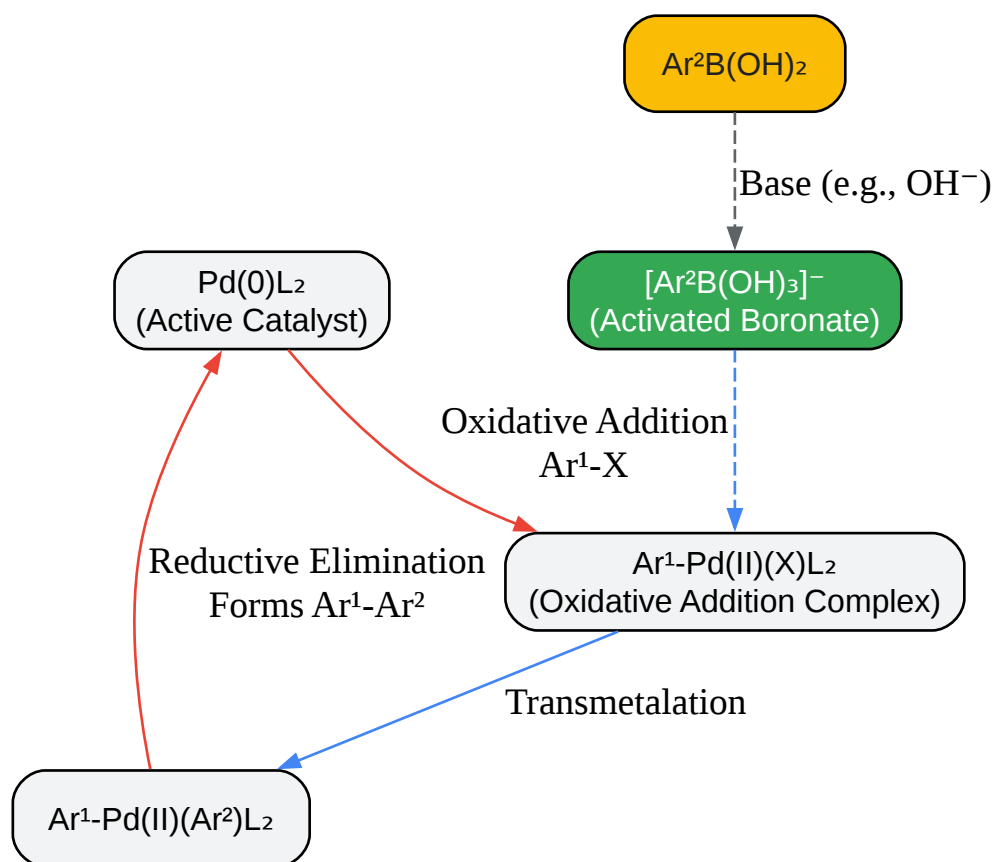 Ar²B(OH)₂
Base (e.g., OH⁻)
Pd(0)L₂
(Active Catalyst)
[Ar²B(OH)₃]⁻
(Activated Boronate)
Oxidative Addition
Ar¹-X
Reductive Elimination
Forms Ar¹-Ar²
Ar¹-Pd(II)(X)L₂
(Oxidative Addition Complex)
Transmetalation
Ar¹-Pd(II)(Ar²)L₂